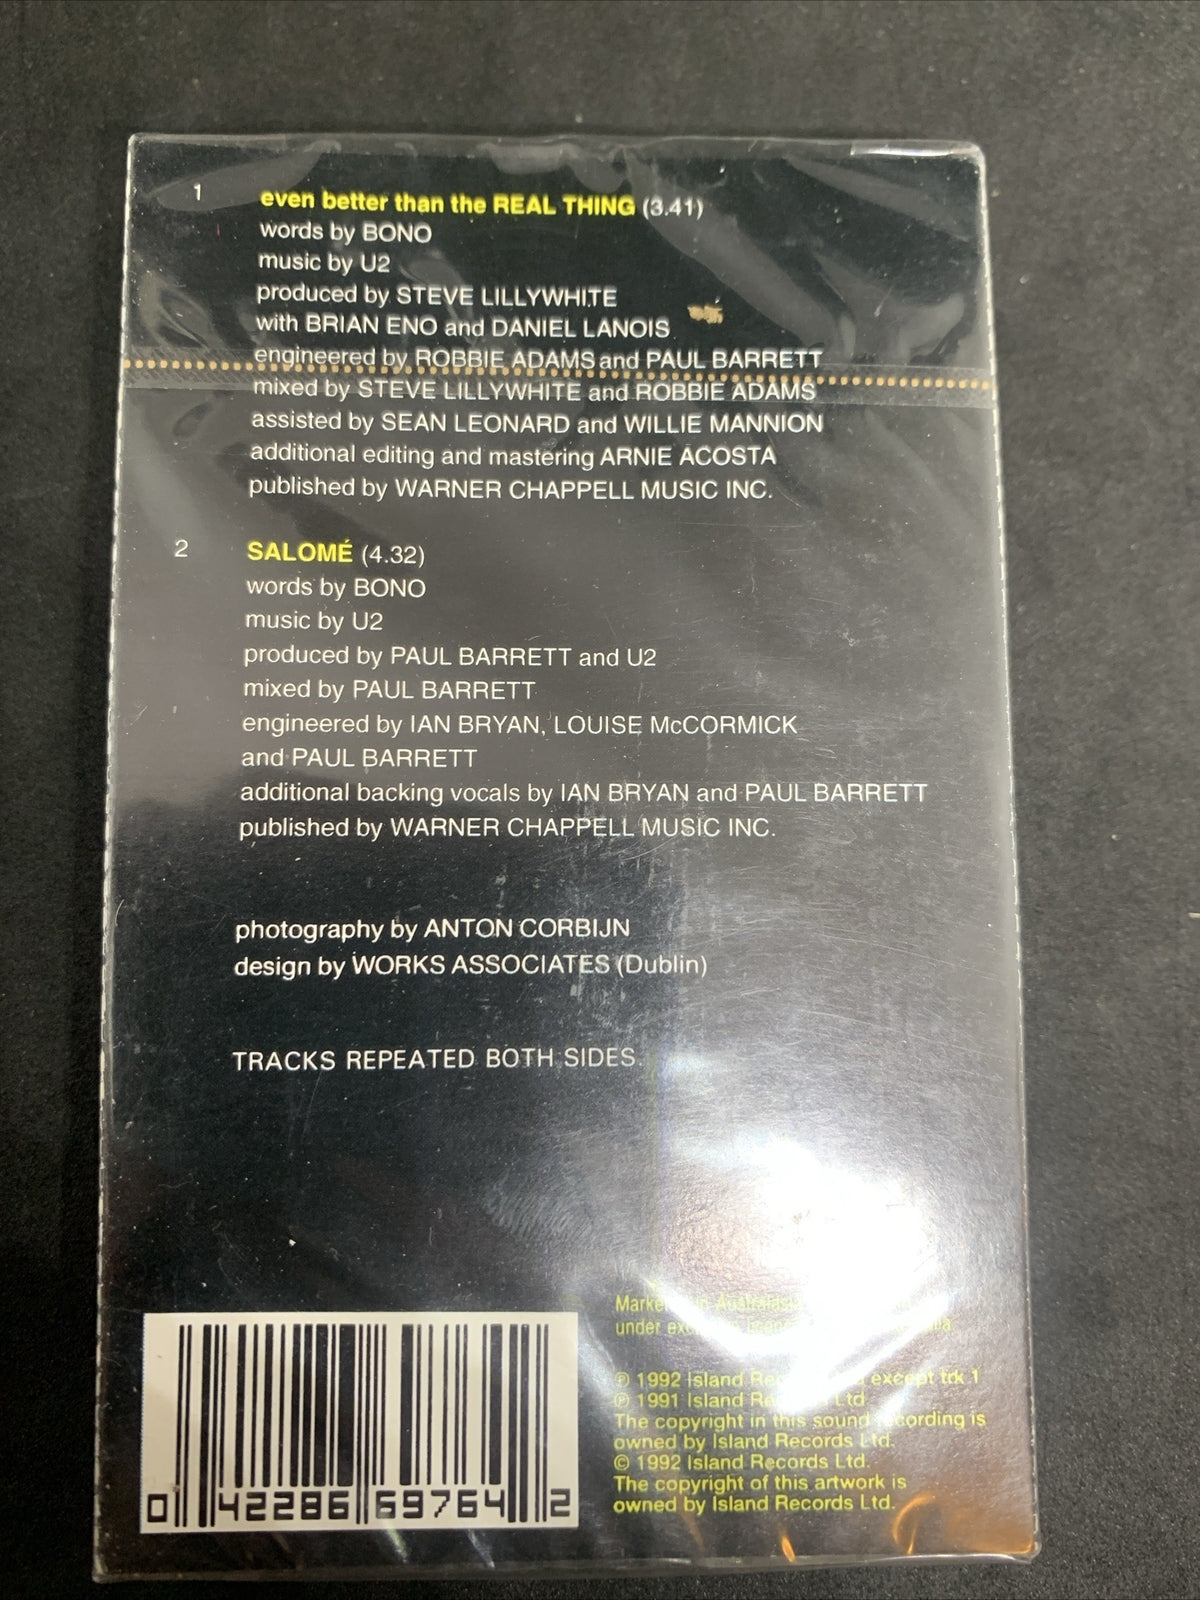 1 even better than the REAL THING (3.41)
words by BONO
music by U2
produced by STEVE LILLYWHITE
with BRIAN ENO and DANIEL LANOIS
engineered by ROBBIE ADAMS and PAUL BARRETT
mixed by STEVE LILLYWHITE and ROBBIE ADAMS
assisted by SEAN LEONARD and WILLIE MANNION
additional editing and mastering ARNIE ACOSTA
published by WARNER CHAPPELL MUSIC INC.
2 SALOMÉ (4.32)
words by BONO
music by U2
produced by PAUL BARRETT and U2
mixed by PAUL BARRETT
engineered by IAN BRYAN, LOUISE McCORMICK
and PAUL BARRETT
additional backing vocals by IAN BRYAN and PAUL BARRETT
published by WARNER CHAPPELL MUSIC INC.
photography by ANTON CORBIJN
design by WORKS ASSOCIATES (Dublin)
TRACKS REPEATED BOTH SIDES.
under
℗ 1992 Island except trk 1
℗ 1991 Island Ltd
The copyright in this sound recording is
owned by Island Records Ltd.
© 1992 Island Records Ltd.
The copyright of this artwork is
owned by Island Records Ltd.
0 42286 69764 2